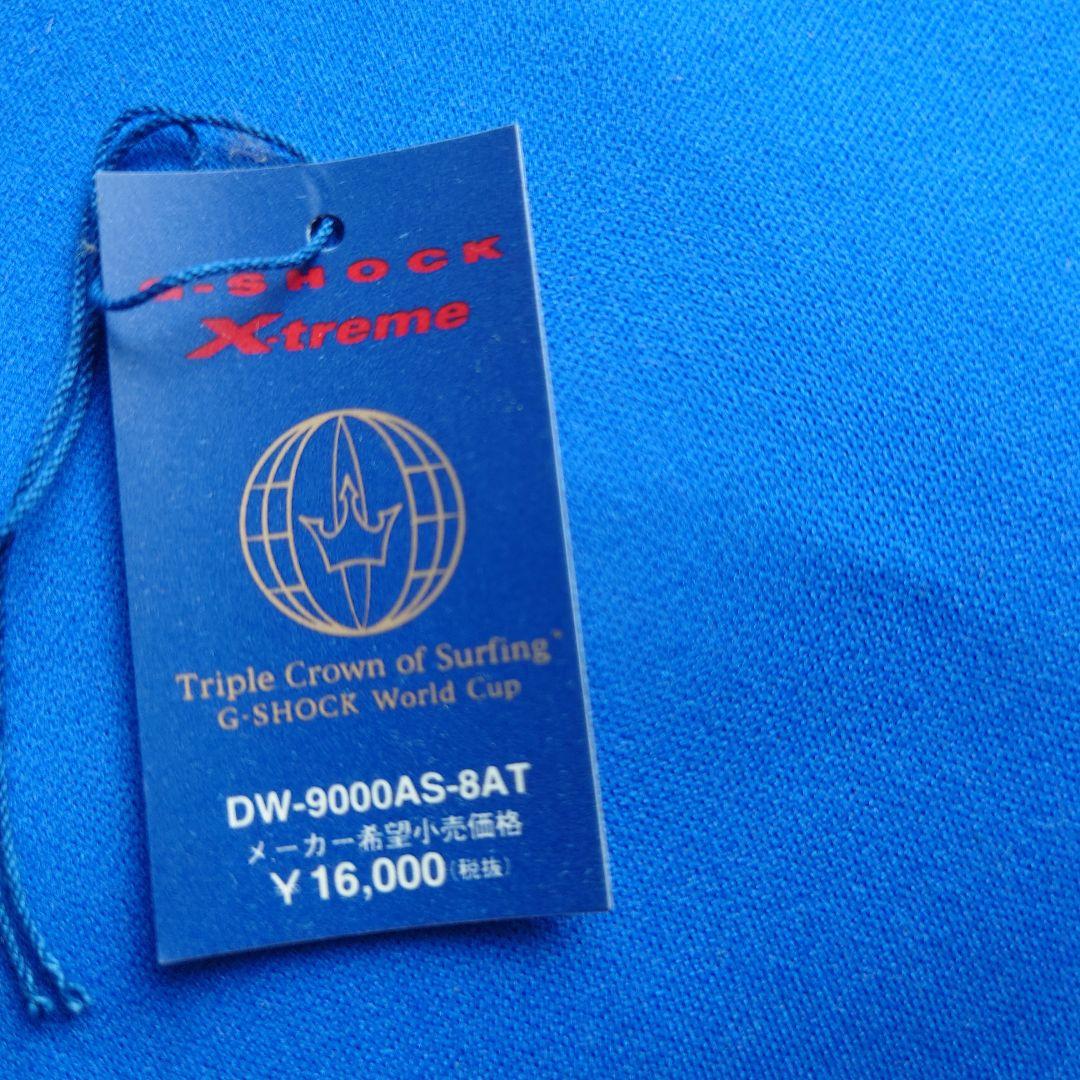 G-SHOCK
X-treme
Triple Crown of Surfing™
G-SHOCK World Cup
DW-9000AS-8AT
メーカー希望小売価格
¥16,000(税抜)